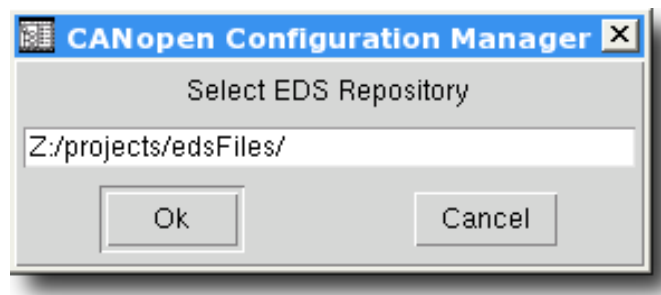 CANopen Configuration Manager
Select EDS Repository
Z:/projects/edsFiles/
Ok Cancel